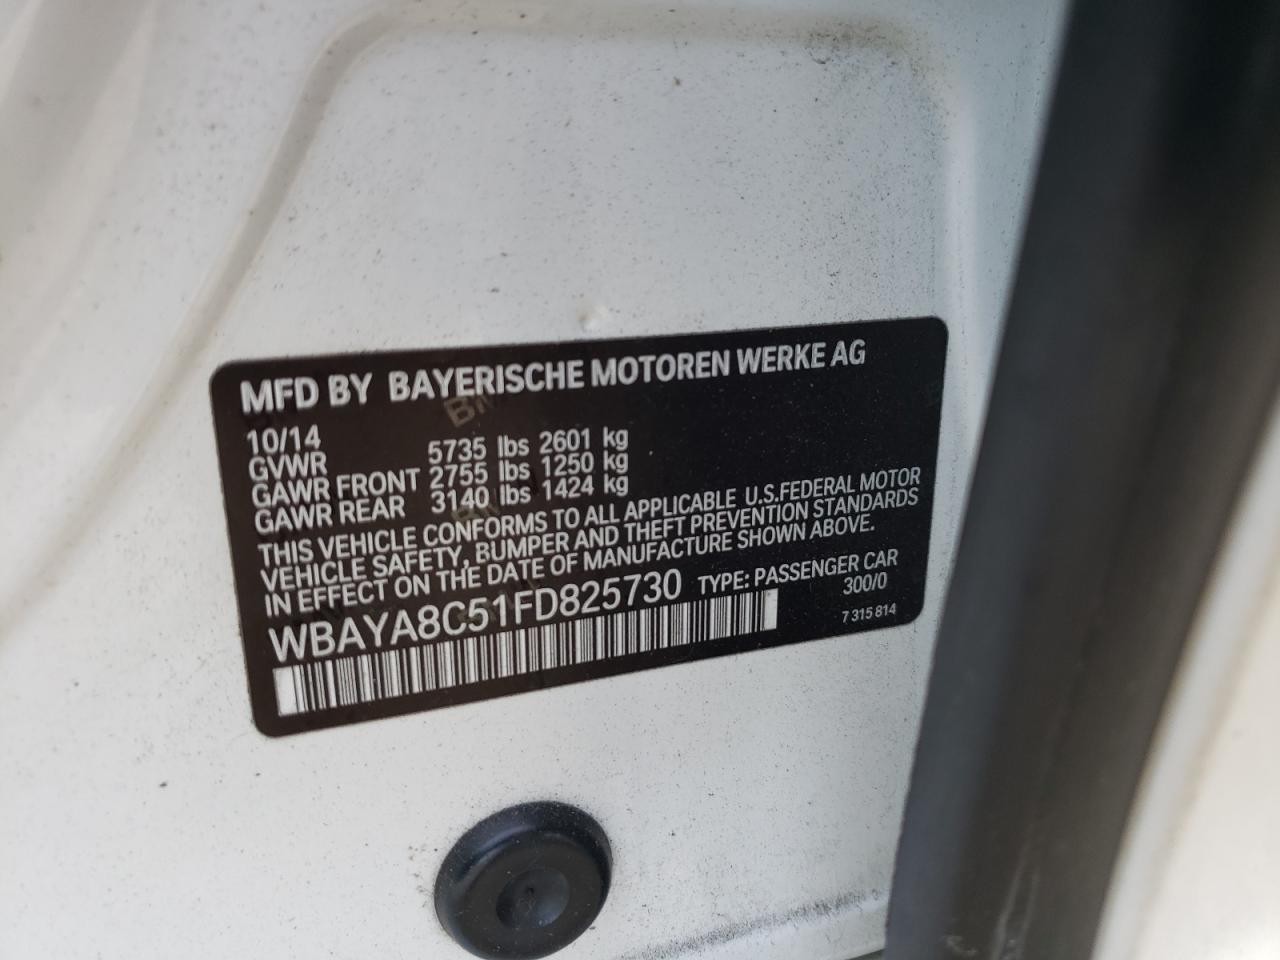 MFD BY BAYERISCHE MOTOREN WERKE AG
10/14
GVWR 5735 lbs 2601 kg
GAWR FRONT 2755 lbs 1250 kg
GAWR REAR 3140 lbs 1424 kg
THIS VEHICLE CONFORMS TO ALL APPLICABLE U.S.FEDERAL MOTOR
VEHICLE SAFETY, BUMPER AND THEFT PREVENTION STANDARDS
IN EFFECT ON THE DATE OF MANUFACTURE SHOWN ABOVE.
WBAYA8C51FD825730 TYPE: PASSENGER CAR
300/0
7 315 814